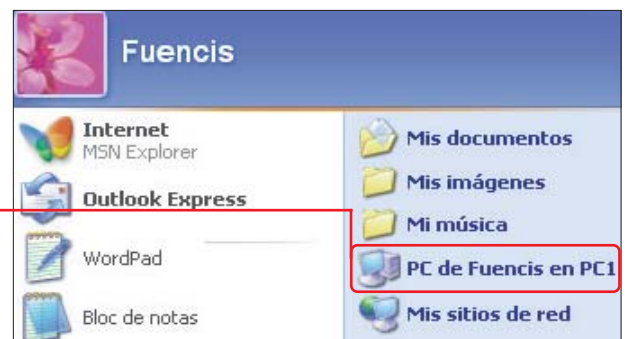 Fuencis
Internet
MSN Explorer
Outlook Express
WordPad
Bloc de notas
Mis documentos
Mis imágenes
Mi música
PC de Fuencis en PC1
Mis sitios de red